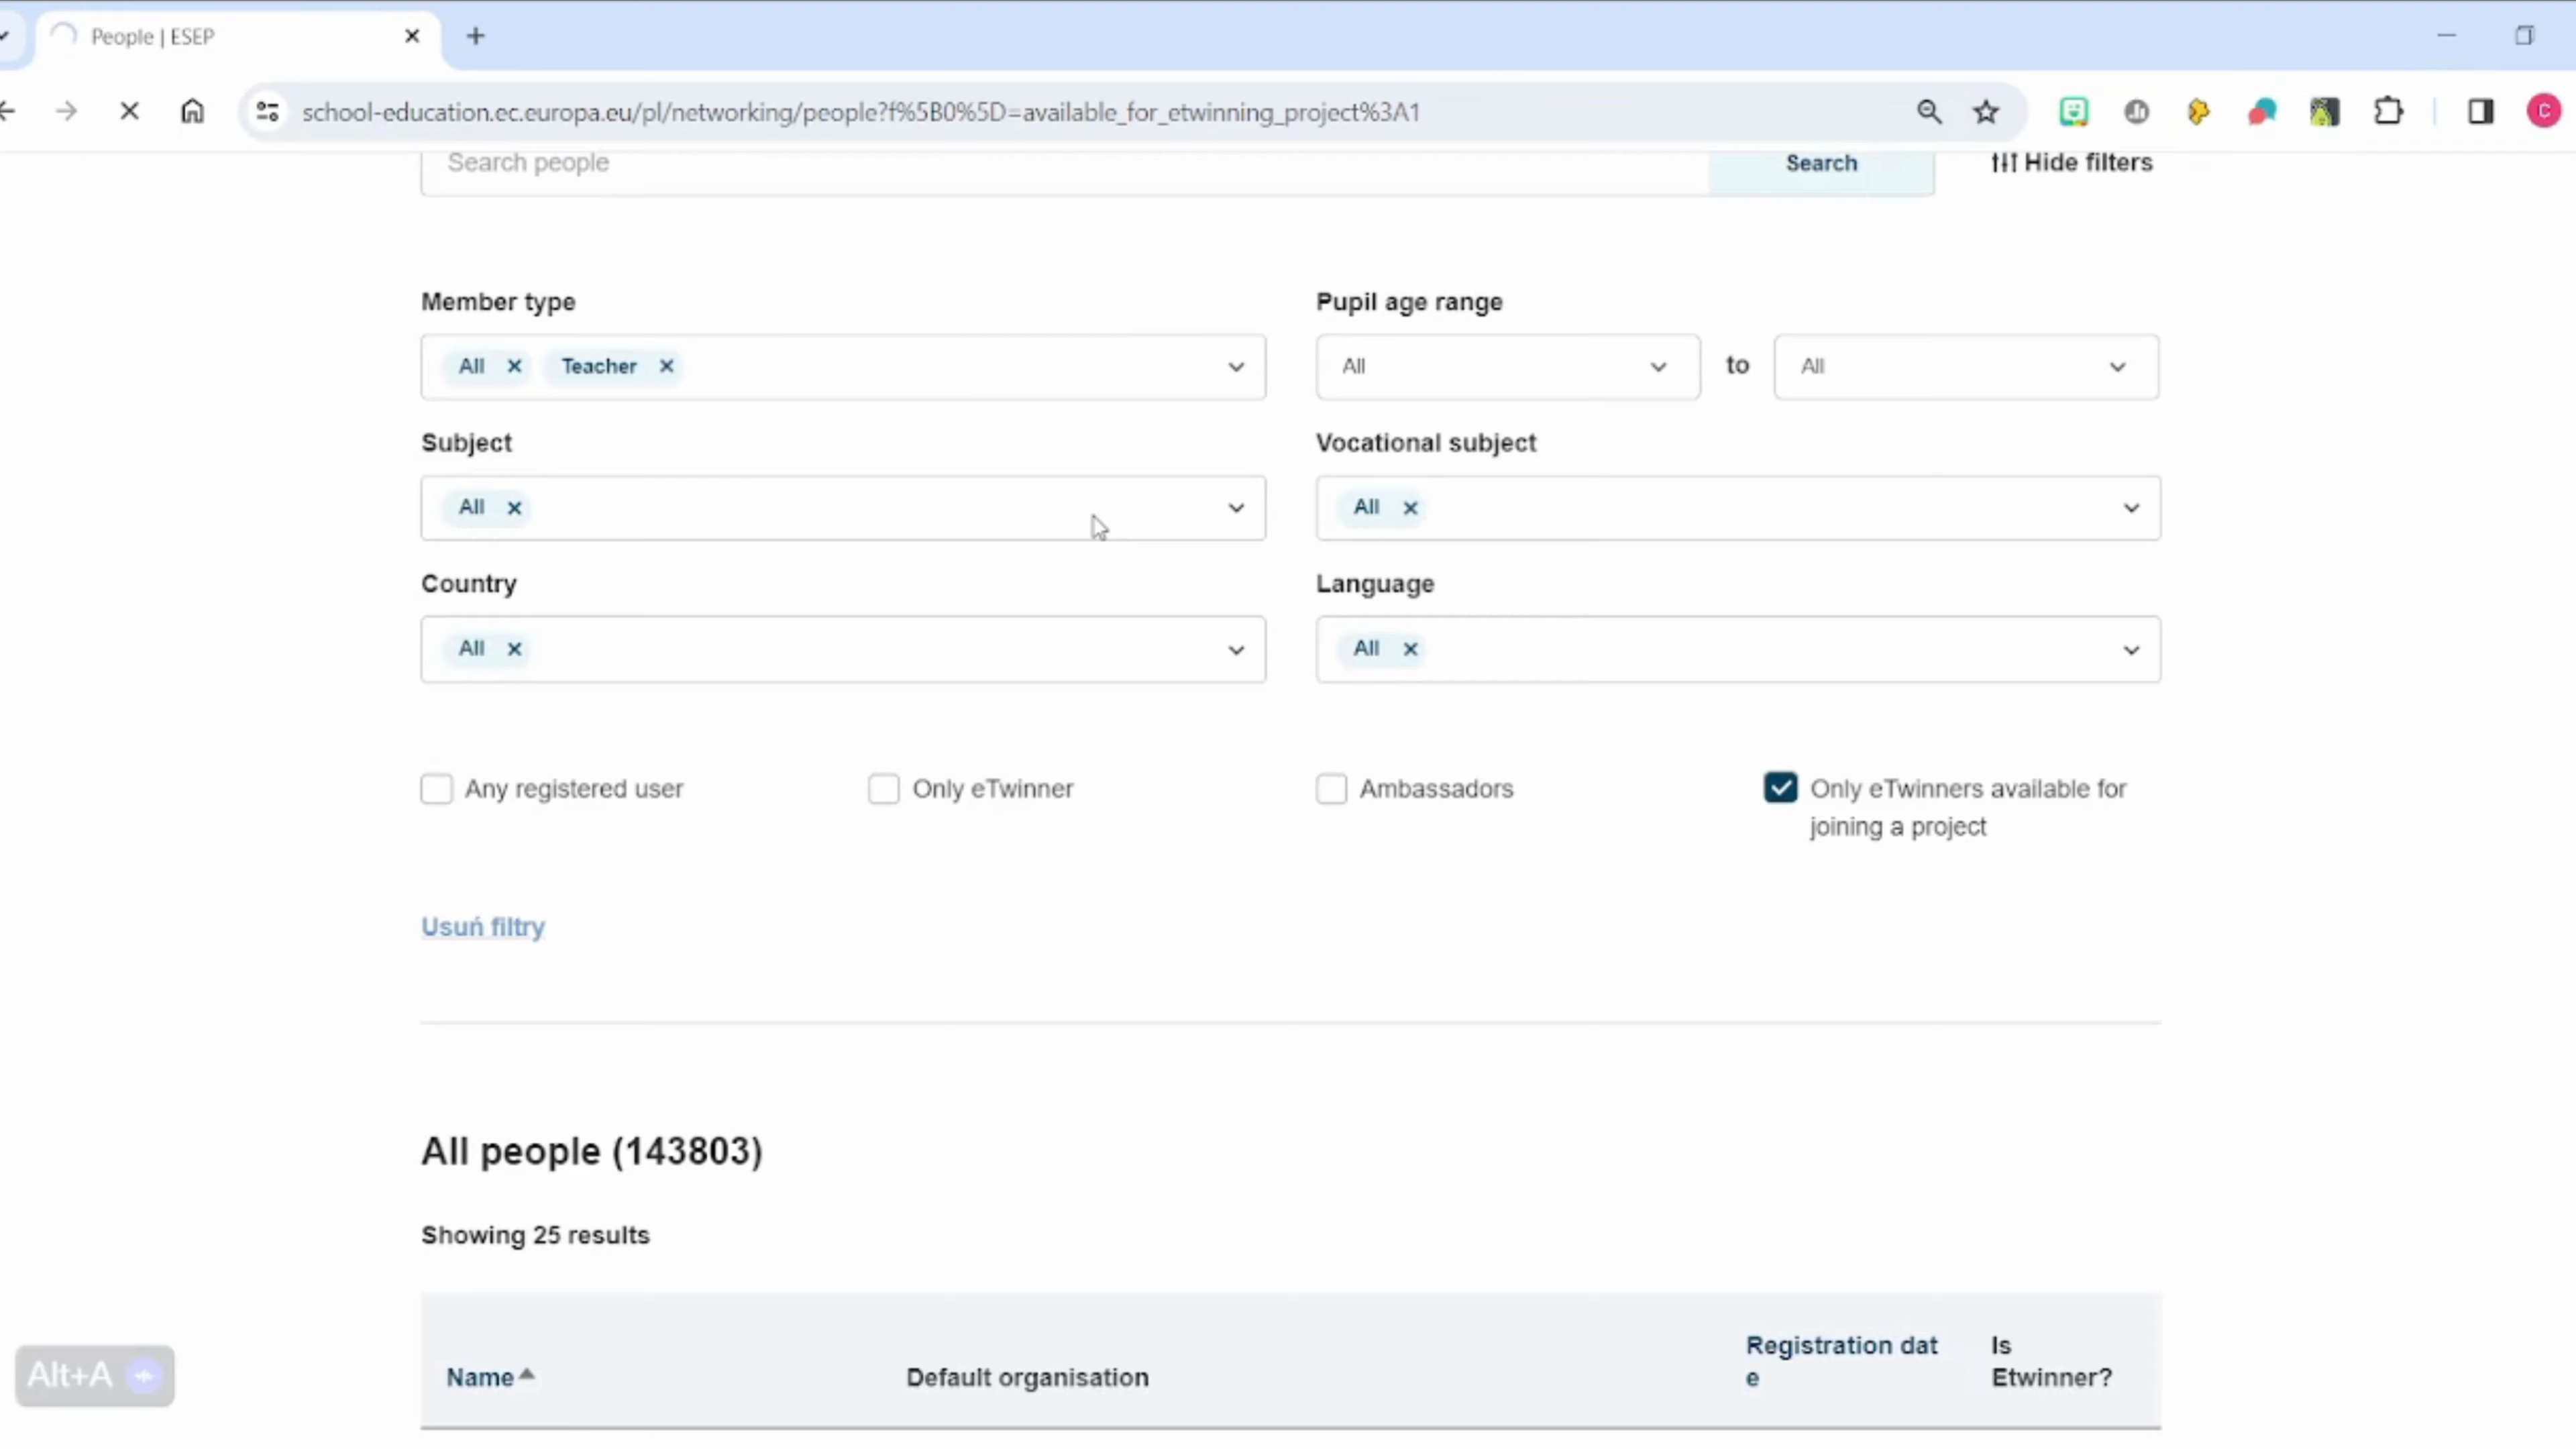 People | ESEP
school-education.ec.europa.eu/pl/networking/people?f%5B0%5D=available_for_etwinning_project%3A1
C
Search people
Search
Hide filters
Member type
Pupil age range
All
Teacher
All
to
All
Subject
Vocational subject
All
All
Country
Language
All
All
Any registered user
Only eTwinner
Ambassadors
Only eTwinners available for
joining a project
Usuń filtry
All people (143803)
Showing 25 results
Name
Default organisation
Registration dat
e
Is
Etwinner?
Alt+A